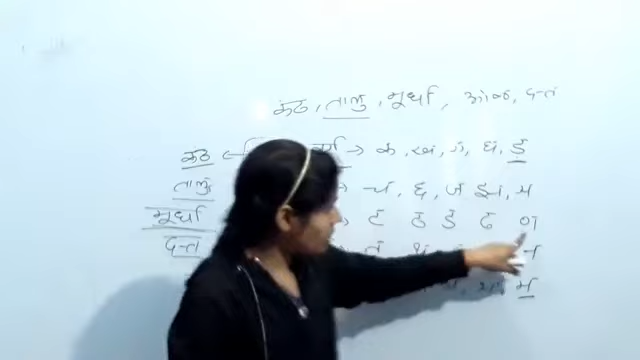 कंठ, तालु, मूर्धा, ओष्ठ, दन्त
कंठ ← वर्ग → क, ख, ग, घ, ङ
तालु → च, छ, ज, झ, ञ
मूर्धा → ट ठ ड ढ ण
दन्त त थ न
म